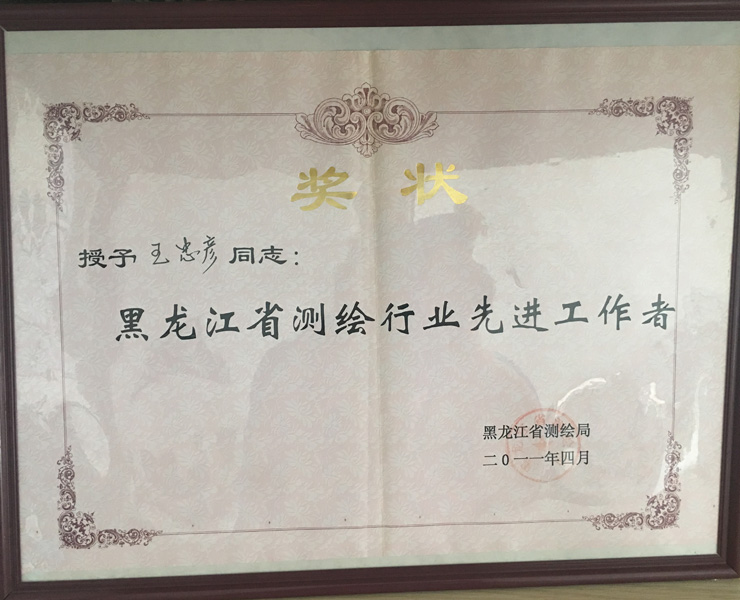 奖状
授予王忠彦同志：
黑龙江省测绘行业先进工作者
黑龙江省测绘局
二0一一年四月